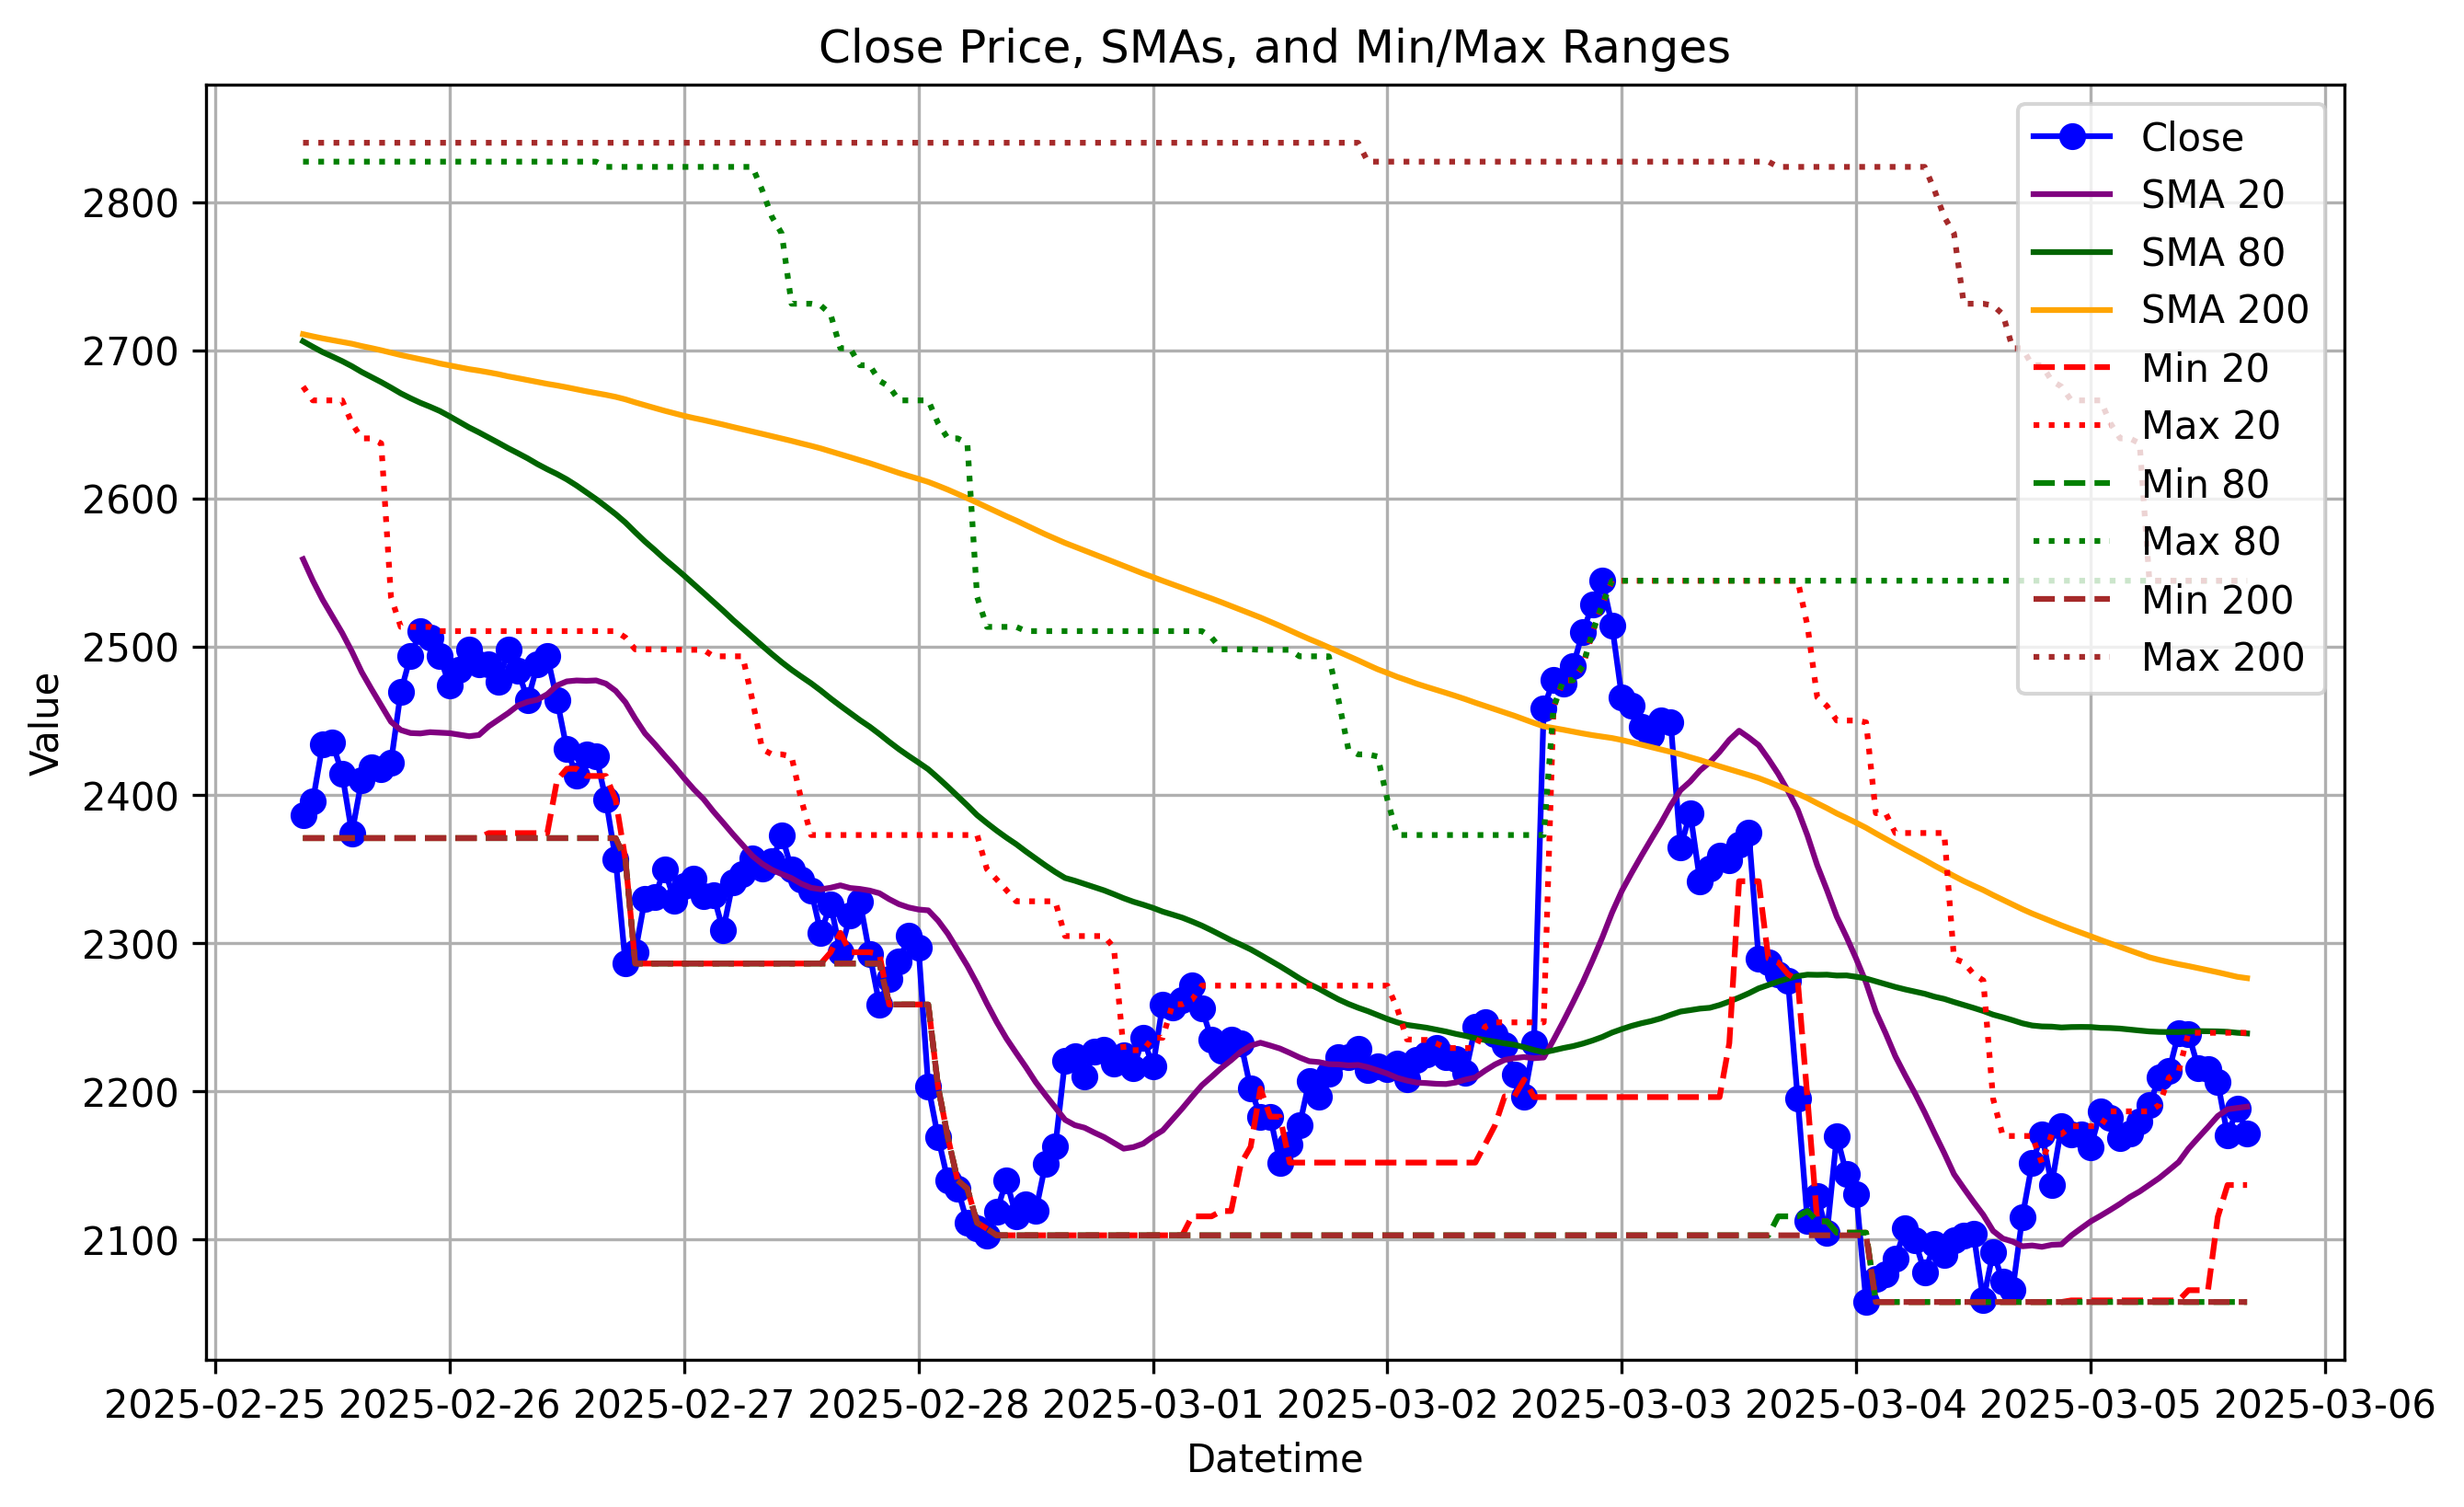 Close Price, SMAs, and Min/Max Ranges
Close
SMA 20
SMA 80
SMA 200
Min 20
Max 20
Min 80
Max 80
Min 200
Max 200
Value
2800
2700
2600
2500
2400
2300
2200
2100
2025-02-25 2025-02-26 2025-02-27 2025-02-28 2025-03-01 2025-03-02 2025-03-03 2025-03-04 2025-03-05 2025-03-06
Datetime